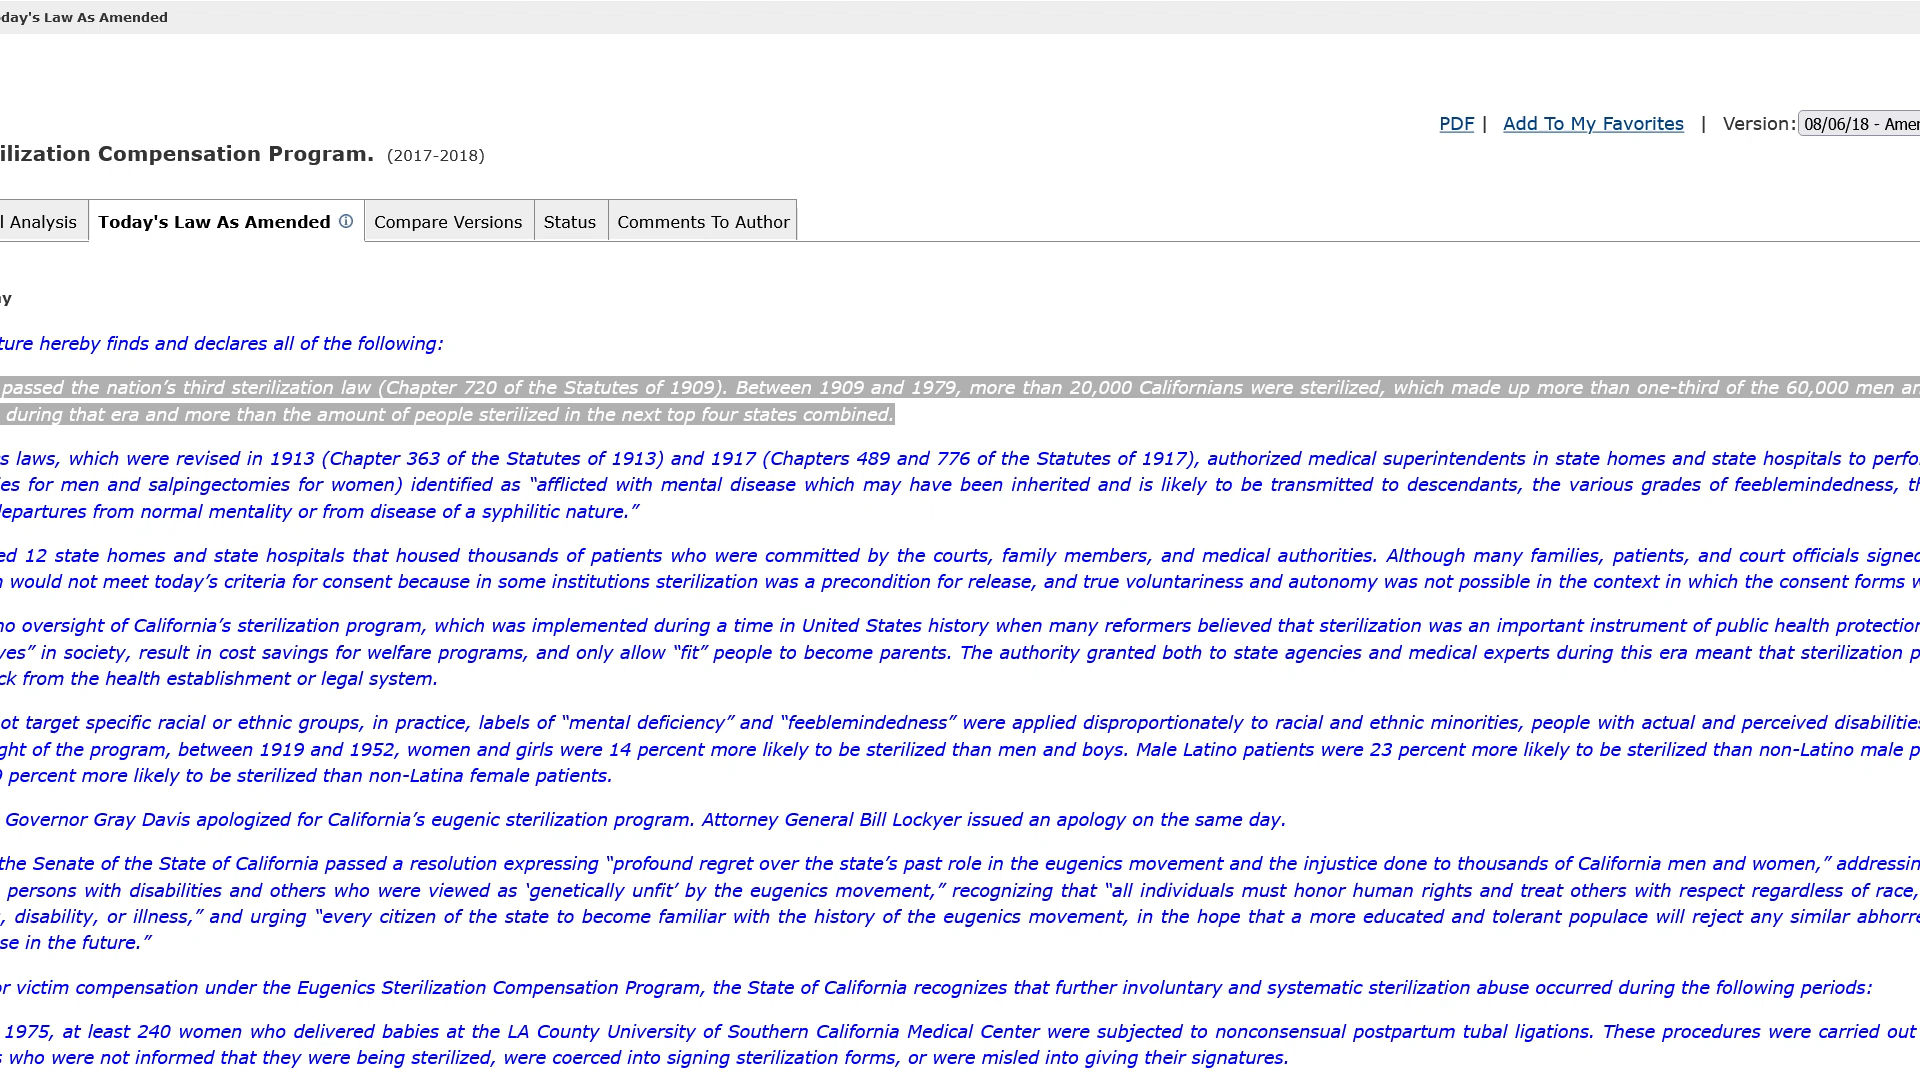 day's Law As Amended
PDF | Add To My Favorites | Version: 08/06/18 - Amen
ilization Compensation Program. (2017-2018)
l Analysis Today's Law As Amended Compare Versions Status Comments To Author
y
ture hereby finds and declares all of the following:
passed the nation’s third sterilization law (Chapter 720 of the Statutes of 1909). Between 1909 and 1979, more than 20,000 Californians were sterilized, which made up more than one-third of the 60,000 men an
during that era and more than the amount of people sterilized in the next top four states combined.
s laws, which were revised in 1913 (Chapter 363 of the Statutes of 1913) and 1917 (Chapters 489 and 776 of the Statutes of 1917), authorized medical superintendents in state homes and state hospitals to perfo
es for men and salpingectomies for women) identified as “afflicted with mental disease which may have been inherited and is likely to be transmitted to descendants, the various grades of feeblemindedness, th
departures from normal mentality or from disease of a syphilitic nature.”
ed 12 state homes and state hospitals that housed thousands of patients who were committed by the courts, family members, and medical authorities. Although many families, patients, and court officials signed
would not meet today’s criteria for consent because in some institutions sterilization was a precondition for release, and true voluntariness and autonomy was not possible in the context in which the consent forms w
no oversight of California’s sterilization program, which was implemented during a time in United States history when many reformers believed that sterilization was an important instrument of public health protection
ves” in society, result in cost savings for welfare programs, and only allow “fit” people to become parents. The authority granted both to state agencies and medical experts during this era meant that sterilization p
ck from the health establishment or legal system.
ot target specific racial or ethnic groups, in practice, labels of “mental deficiency” and “feeblemindedness” were applied disproportionately to racial and ethnic minorities, people with actual and perceived disabilities
ght of the program, between 1919 and 1952, women and girls were 14 percent more likely to be sterilized than men and boys. Male Latino patients were 23 percent more likely to be sterilized than non-Latino male p
percent more likely to be sterilized than non-Latina female patients.
Governor Gray Davis apologized for California’s eugenic sterilization program. Attorney General Bill Lockyer issued an apology on the same day.
the Senate of the State of California passed a resolution expressing “profound regret over the state’s past role in the eugenics movement and the injustice done to thousands of California men and women,” addressin
persons with disabilities and others who were viewed as ‘genetically unfit’ by the eugenics movement,” recognizing that “all individuals must honor human rights and treat others with respect regardless of race,
, disability, or illness,” and urging “every citizen of the state to become familiar with the history of the eugenics movement, in the hope that a more educated and tolerant populace will reject any similar abhorre
se in the future.”
or victim compensation under the Eugenics Sterilization Compensation Program, the State of California recognizes that further involuntary and systematic sterilization abuse occurred during the following periods:
1975, at least 240 women who delivered babies at the LA County University of Southern California Medical Center were subjected to nonconsensual postpartum tubal ligations. These procedures were carried out
who were not informed that they were being sterilized, were coerced into signing sterilization forms, or were misled into giving their signatures.